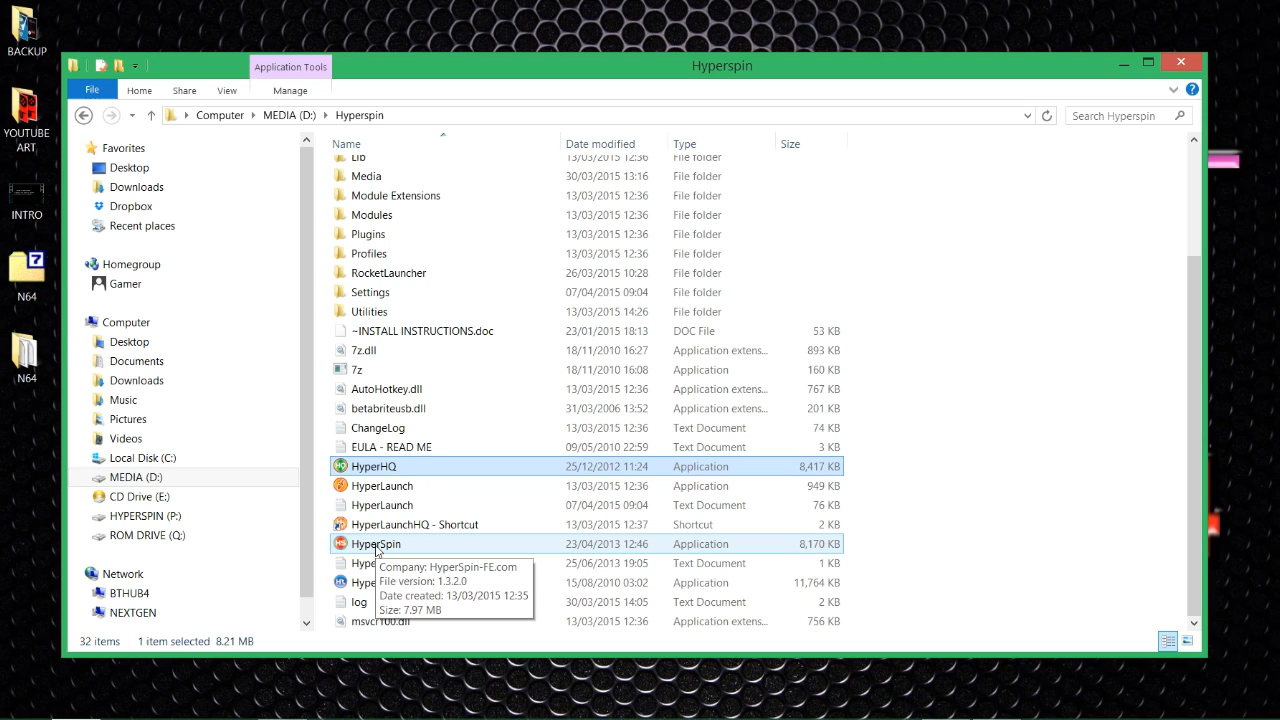 BACKUP
YOUTUBE
ART
INTRO
N64
N64
Application Tools
Hyperspin
File
Home
Share
View
Manage
Computer
MEDIA (D:)
Hyperspin
Search Hyperspin
Favorites
Desktop
Downloads
Dropbox
Recent places
Homegroup
Gamer
Computer
Desktop
Documents
Downloads
Music
Pictures
Videos
Local Disk (C:)
MEDIA (D:)
CD Drive (E:)
HYPERSPIN (P:)
ROM DRIVE (Q:)
Network
BTHUB4
NEXTGEN
Name Date modified Type Size
Lib 13/03/2015 12:36 File folder
Media 30/03/2015 13:16 File folder
Module Extensions 13/03/2015 12:36 File folder
Modules 13/03/2015 12:36 File folder
Plugins 13/03/2015 12:36 File folder
Profiles 13/03/2015 12:36 File folder
RocketLauncher 26/03/2015 10:28 File folder
Settings 07/04/2015 09:04 File folder
Utilities 13/03/2015 14:26 File folder
~INSTALL INSTRUCTIONS.doc 23/01/2015 18:13 DOC File 53 KB
7z.dll 18/11/2010 16:27 Application extens... 893 KB
7z 18/11/2010 16:08 Application 160 KB
AutoHotkey.dll 13/03/2015 12:36 Application extens... 767 KB
betabriteusb.dll 31/03/2006 13:52 Application extens... 201 KB
ChangeLog 13/03/2015 12:36 Text Document 74 KB
EULA - READ ME 09/05/2010 22:59 Text Document 3 KB
HyperHQ 25/12/2012 11:24 Application 8,417 KB
HyperLaunch 13/03/2015 12:36 Application 949 KB
HyperLaunch 07/04/2015 09:04 Text Document 76 KB
HyperLaunchHQ - Shortcut 13/03/2015 12:37 Shortcut 2 KB
HyperSpin 23/04/2013 12:46 Application 8,170 KB
Hype 25/06/2013 19:05 Text Document 1 KB
Hype 15/08/2010 03:02 Application 11,764 KB
log 30/03/2015 14:05 Text Document 2 KB
msvcr100.dll 13/03/2015 12:36 Application extens... 756 KB
Company: HyperSpin-FE.com
File version: 1.3.2.0
Date created: 13/03/2015 12:35
Size: 7.97 MB
32 items 1 item selected 8.21 MB